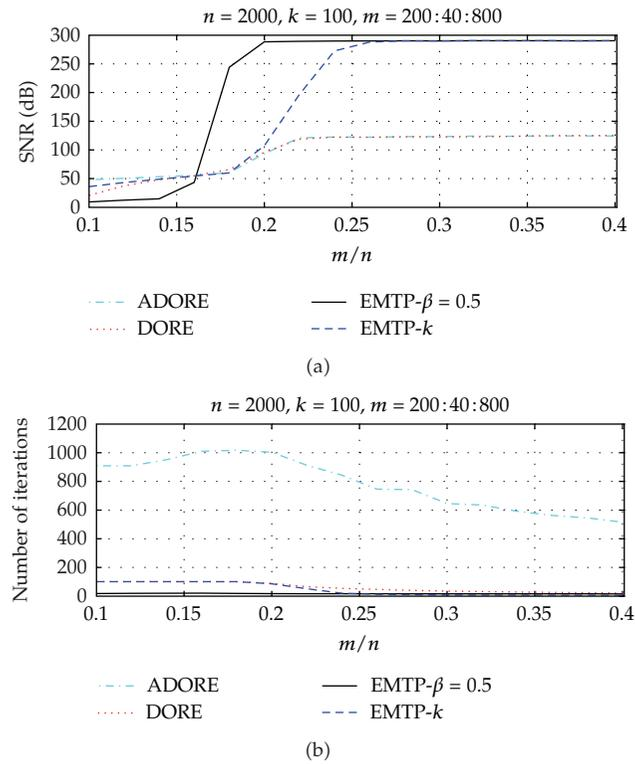 n = 2000, k = 100, m = 200:40:800
300
250
200
150
100
50
0
SNR (dB)
0.1 0.15 0.2 0.25 0.3 0.35 0.4
m/n
ADORE
DORE
EMTP-β = 0.5
EMTP-k
(a)
n = 2000, k = 100, m = 200:40:800
1200
1000
800
600
400
200
0
Number of iterations
0.1 0.15 0.2 0.25 0.3 0.35 0.4
m/n
ADORE
DORE
EMTP-β = 0.5
EMTP-k
(b)